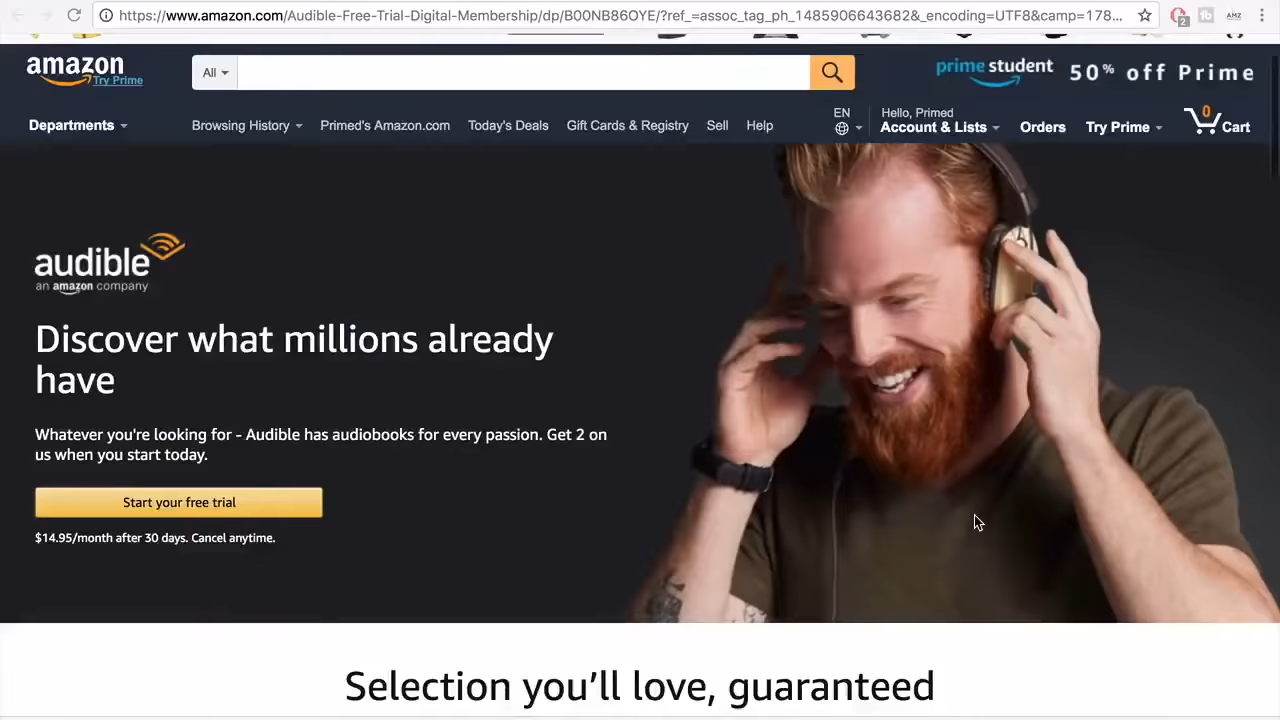 https://www.amazon.com/Audible-Free-Trial-Digital-Membership/dp/B00NB86OYE/?ref_=assoc_tag_ph_1485906643682&_encoding=UTF8&camp=178...
2
AMZ
amazon
Try Prime
All
prime student 50% off Prime
Departments
Browsing History
Primed's Amazon.com
Today's Deals
Gift Cards & Registry
Sell
Help
EN
Hello, Primed
Account & Lists
Orders
Try Prime
0
Cart
audible
an amazon company
Discover what millions already
have
Whatever you're looking for - Audible has audiobooks for every passion. Get 2 on
us when you start today.
Start your free trial
$14.95/month after 30 days. Cancel anytime.
Selection you’ll love, guaranteed